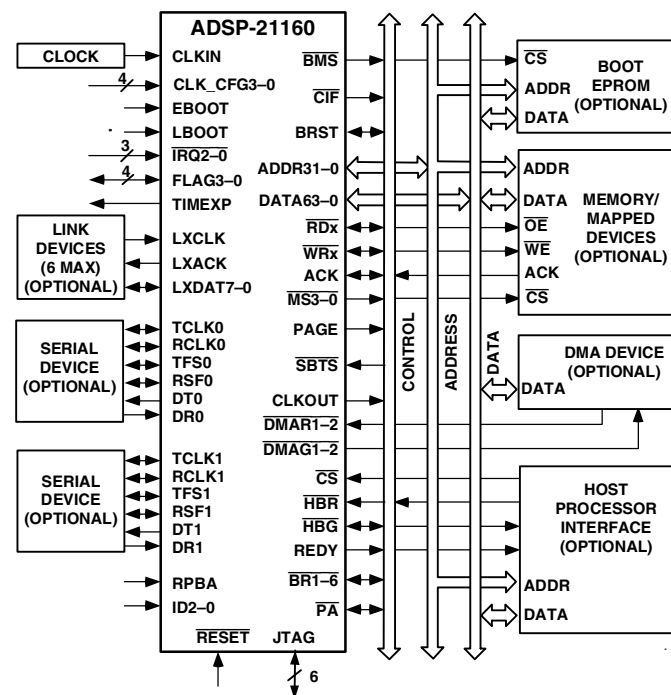 ADSP-21160
CLOCK
CLKIN
4
CLK_CFG3-0
EBOOT
LBOOT
3
IRQ2-0
4
FLAG3-0
TIMEXP
LINK
DEVICES
(6 MAX)
(OPTIONAL)
LXCLK
LXACK
LXDAT7-0
SERIAL
DEVICE
(OPTIONAL)
TCLK0
RCLK0
TFS0
RSF0
DT0
DR0
SERIAL
DEVICE
(OPTIONAL)
TCLK1
RCLK1
TFS1
RSF1
DT1
DR1
RPBA
ID2-0
RESET
JTAG
6
BMS
CIF
BRST
ADDR31-0
DATA63-0
RDx
WRx
ACK
MS3-0
PAGE
SBTS
CLKOUT
DMAR1-2
DMAG1-2
CS
HBR
HBG
REDY
BR1-6
PA
CONTROL
ADDRESS
DATA
CS
ADDR
DATA
BOOT
EPROM
(OPTIONAL)
ADDR
DATA
OE
WE
ACK
CS
MEMORY/
MAPPED
DEVICES
(OPTIONAL)
DMA DEVICE
(OPTIONAL)
DATA
HOST
PROCESSOR
INTERFACE
(OPTIONAL)
ADDR
DATA